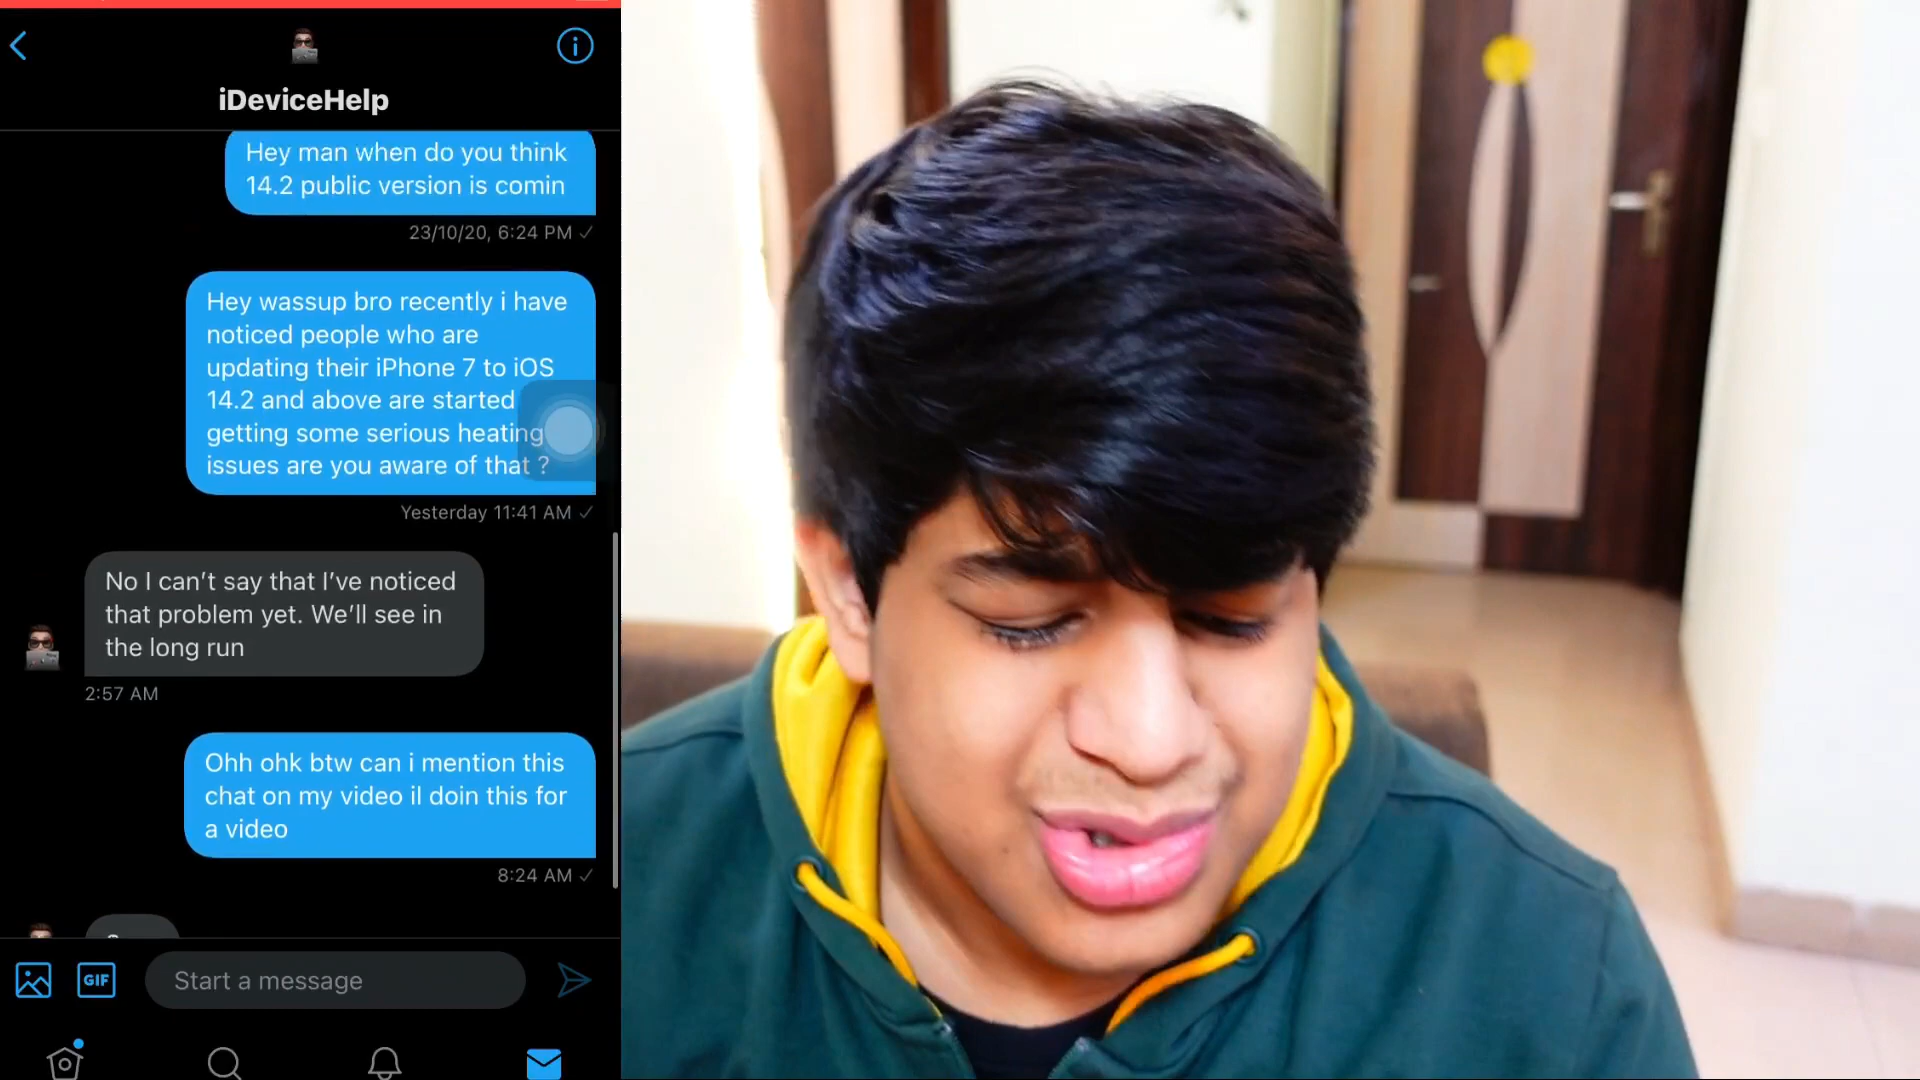 iDeviceHelp
Hey man when do you think
14.2 public version is comin
23/10/20, 6:24 PM
Hey wassup bro recently i have
noticed people who are
updating their iPhone 7 to iOS
14.2 and above are started
getting some serious heating
issues are you aware of that ?
Yesterday 11:41 AM
No I can’t say that I’ve noticed
that problem yet. We’ll see in
the long run
2:57 AM
Ohh ohk btw can i mention this
chat on my video il doin this for
a video
8:24 AM
GIF
Start a message